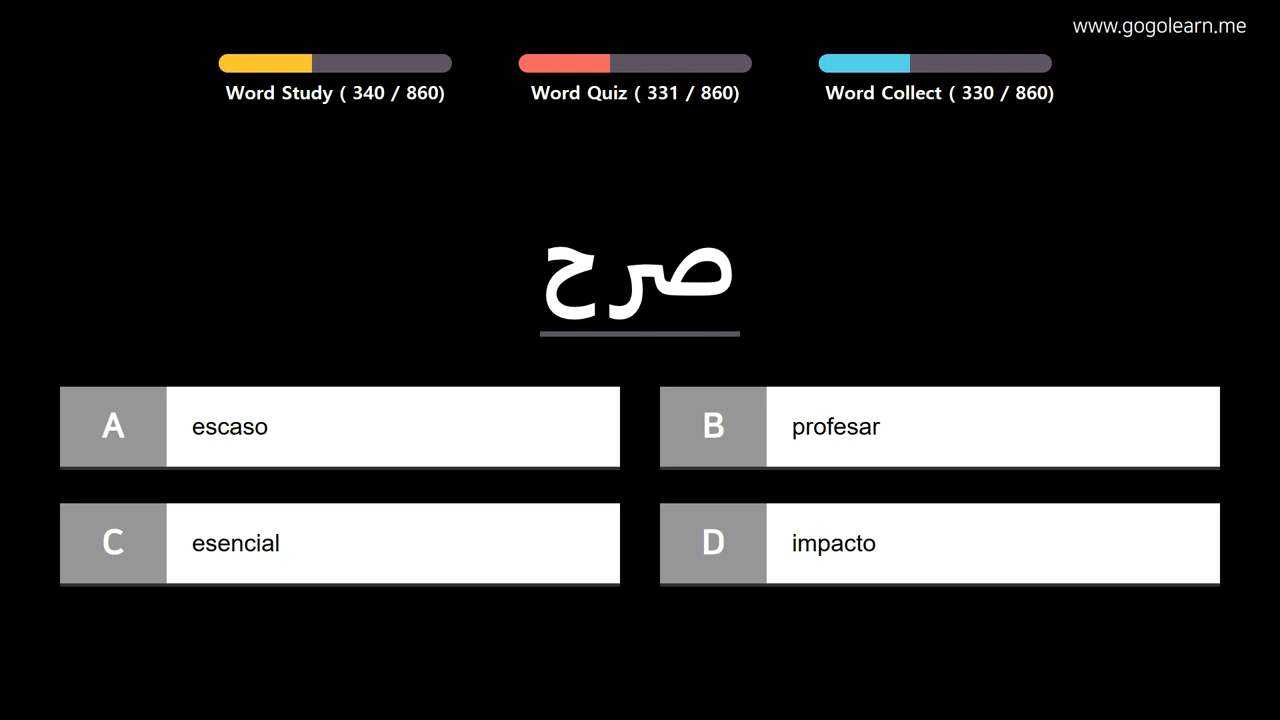 www.gogolearn.me
Word Study ( 340 / 860)
Word Quiz ( 331 / 860)
Word Collect ( 330 / 860)
صرح
A escaso
B profesar
C esencial
D impacto